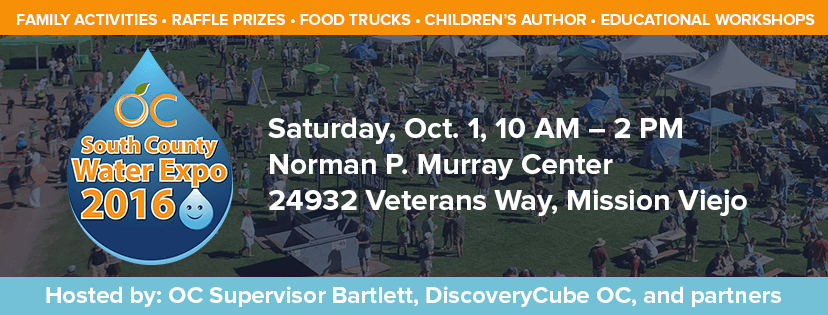 FAMILY ACTIVITIES • RAFFLE PRIZES • FOOD TRUCKS • CHILDREN'S AUTHOR • EDUCATIONAL WORKSHOPS
OC
South County
Water Expo
2016
Saturday, Oct. 1, 10 AM – 2 PM
Norman P. Murray Center
24932 Veterans Way, Mission Viejo
Hosted by: OC Supervisor Bartlett, DiscoveryCube OC, and partners